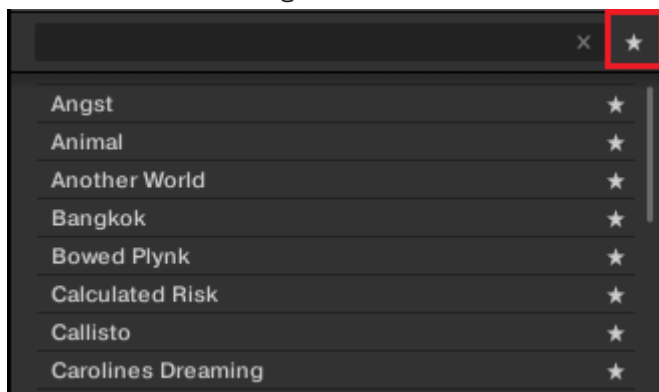 Angst
Animal
Another World
Bangkok
Bowed Plynk
Calculated Risk
Callisto
Carolines Dreaming